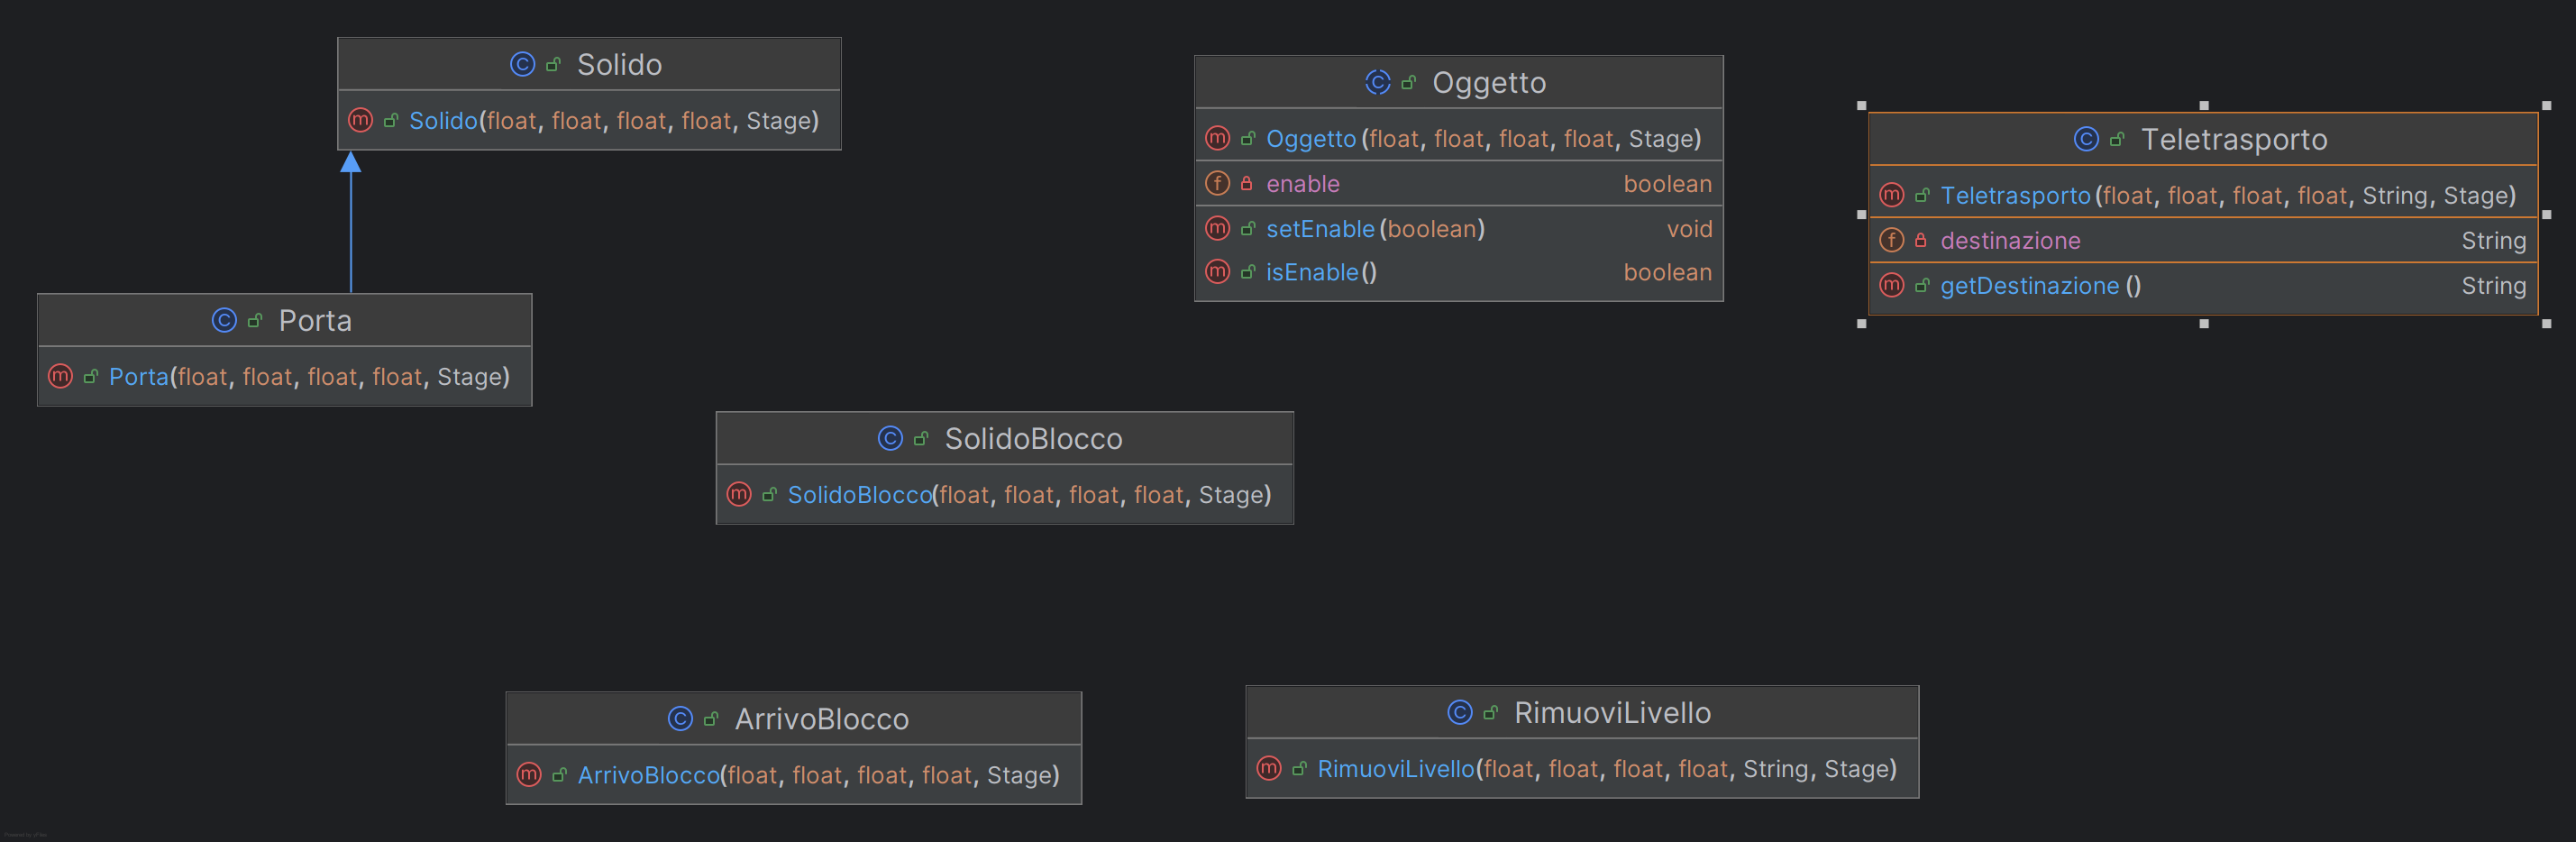 Solido
Solido(float, float, float, float, Stage)
Oggetto
Oggetto(float, float, float, float, Stage)
enable boolean
setEnable(boolean) void
isEnable() boolean
Teletrasporto
Teletrasporto(float, float, float, float, String, Stage)
destinazione String
getDestinazione() String
Porta
Porta(float, float, float, float, Stage)
SolidoBlocco
SolidoBlocco(float, float, float, float, Stage)
ArrivoBlocco
ArrivoBlocco(float, float, float, float, Stage)
RimuoviLivello
RimuoviLivello(float, float, float, float, String, Stage)
Powered by yFiles